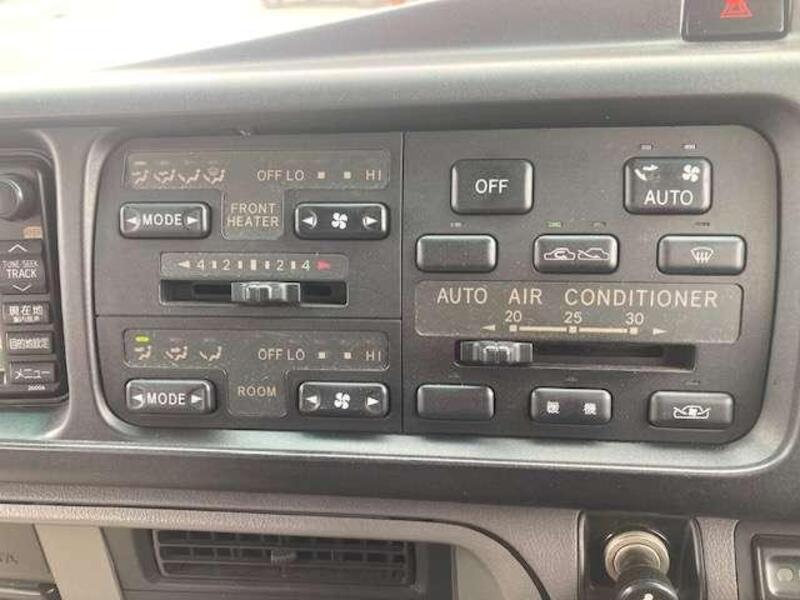 OFF LO HI
FRONT
HEATER
MODE
4 2 2 4
OFF LO HI
ROOM
MODE
OFF
AUTO
AUTO AIR CONDITIONER
20 25 30
暖 機
TUNE·SEEK
TRACK
現在地
目的地設定
メニュー